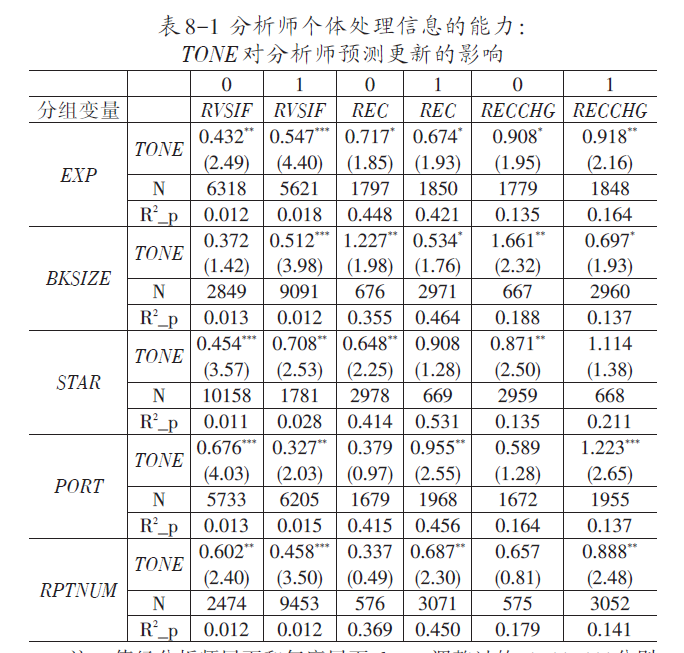 表8-1 分析师个体处理信息的能力：
TONE对分析师预测更新的影响
0 1 0 1 0 1
分组变量 RVSIF RVSIF REC REC RECCHG RECCHG
EXP TONE 0.432** 0.547*** 0.717* 0.674* 0.908* 0.918**
(2.49) (4.40) (1.85) (1.93) (1.95) (2.16)
N 6318 5621 1797 1850 1779 1848
R²_p 0.012 0.018 0.448 0.421 0.135 0.164
BKSIZE TONE 0.372 0.512*** 1.227** 0.534* 1.661** 0.697*
(1.42) (3.98) (1.98) (1.76) (2.32) (1.93)
N 2849 9091 676 2971 667 2960
R²_p 0.013 0.012 0.355 0.464 0.188 0.137
STAR TONE 0.454*** 0.708** 0.648** 0.908 0.871** 1.114
(3.57) (2.53) (2.25) (1.28) (2.50) (1.38)
N 10158 1781 2978 669 2959 668
R²_p 0.011 0.028 0.414 0.531 0.135 0.211
PORT TONE 0.676*** 0.327** 0.379 0.955** 0.589 1.223***
(4.03) (2.03) (0.97) (2.55) (1.28) (2.65)
N 5733 6205 1679 1968 1672 1955
R²_p 0.013 0.015 0.415 0.456 0.164 0.137
RPTNUM TONE 0.602** 0.458*** 0.337 0.687** 0.657 0.888**
(2.40) (3.50) (0.49) (2.30) (0.81) (2.48)
N 2474 9453 576 3071 575 3052
R²_p 0.012 0.012 0.369 0.450 0.179 0.141